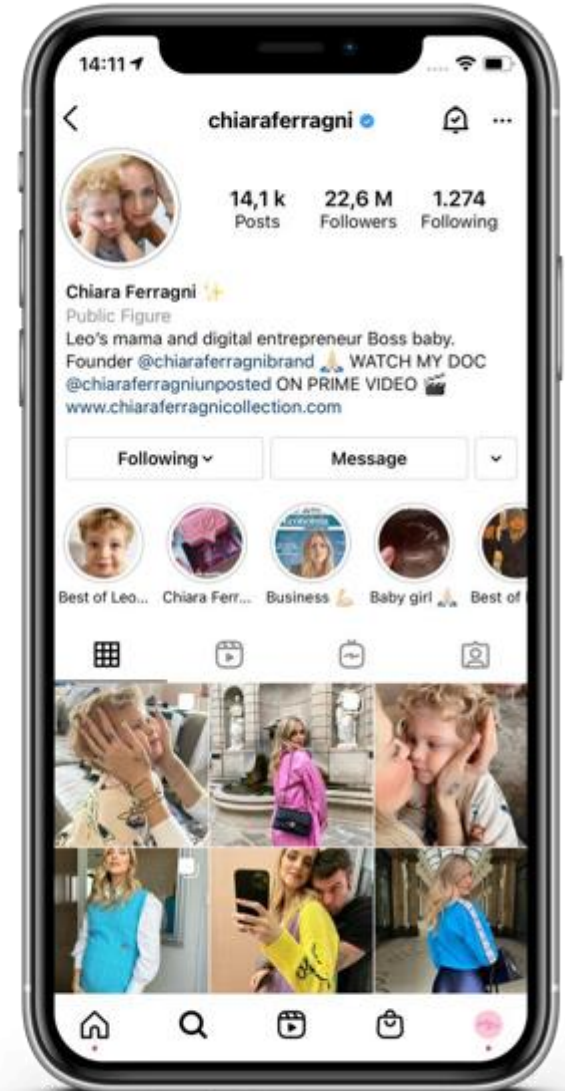 14:11
chiaraferragni
14,1 k 22,6 M 1.274
Posts Followers Following
Chiara Ferragni ✨
Public Figure
Leo's mama and digital entrepreneur Boss baby.
Founder @chiaraferragnibrand 🙏🏻 WATCH MY DOC
@chiaraferragniunposted ON PRIME VIDEO 🎬
www.chiaraferragnicollection.com
Following Message
Best of Leo... Chiara Ferr... Business 💪🏻 Baby girl 🙏🏻 Best of